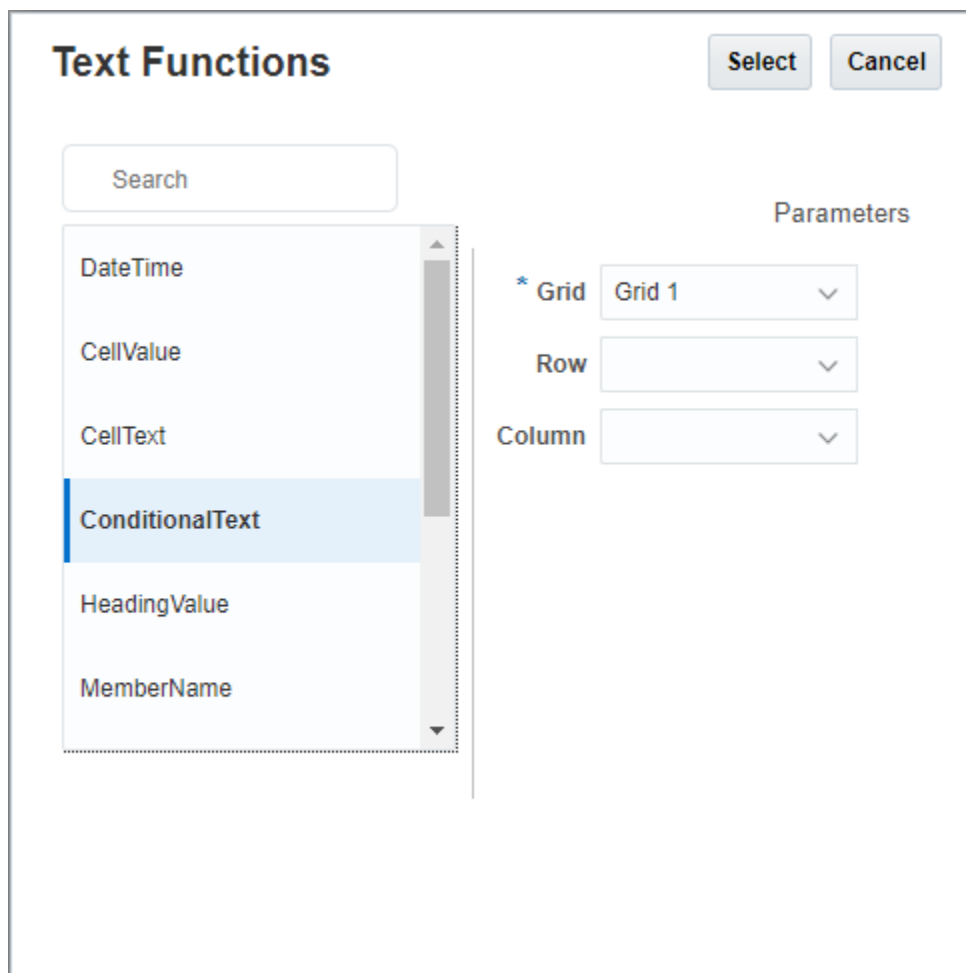 Text Functions
Select
Cancel
Search
Parameters
DateTime
CellValue
CellText
ConditionalText
HeadingValue
MemberName
* Grid
Grid 1
Row
Column